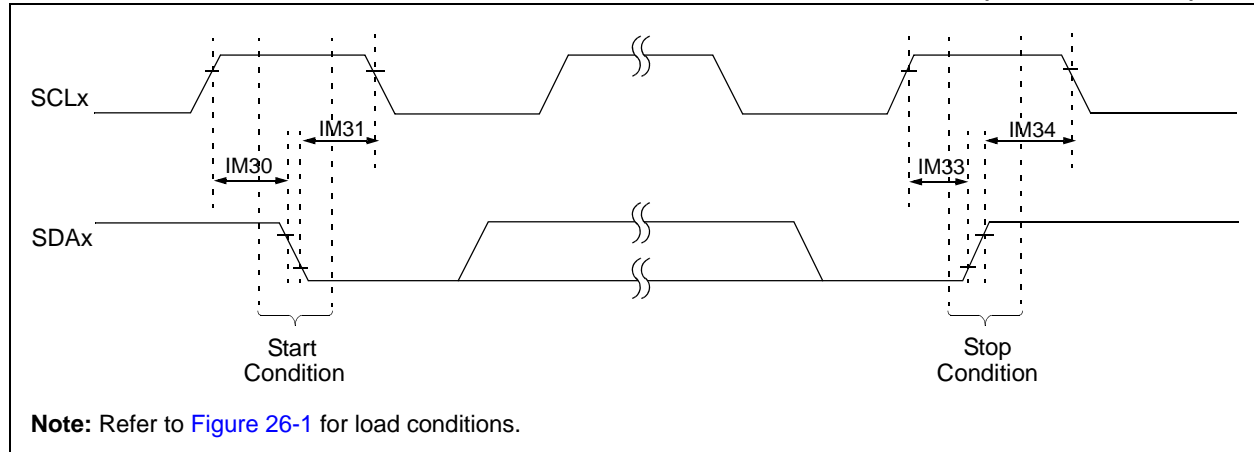 SCLx
IM31
IM34
IM30
IM33
SDAx
Start
Condition
Stop
Condition
Note: Refer to Figure 26-1 for load conditions.